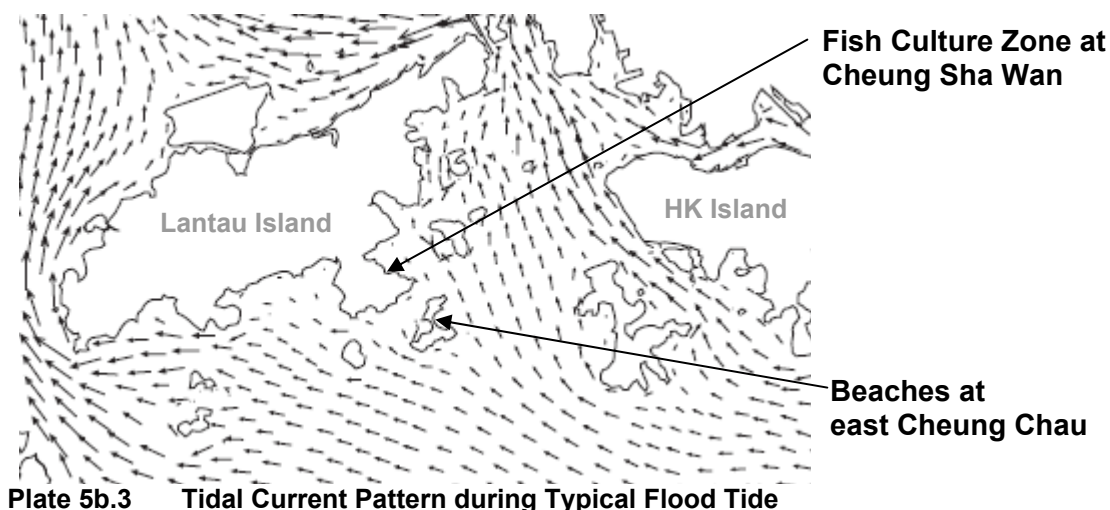 Fish Culture Zone at
Cheung Sha Wan
Lantau Island
HK Island
Beaches at
east Cheung Chau
Plate 5b.3 Tidal Current Pattern during Typical Flood Tide